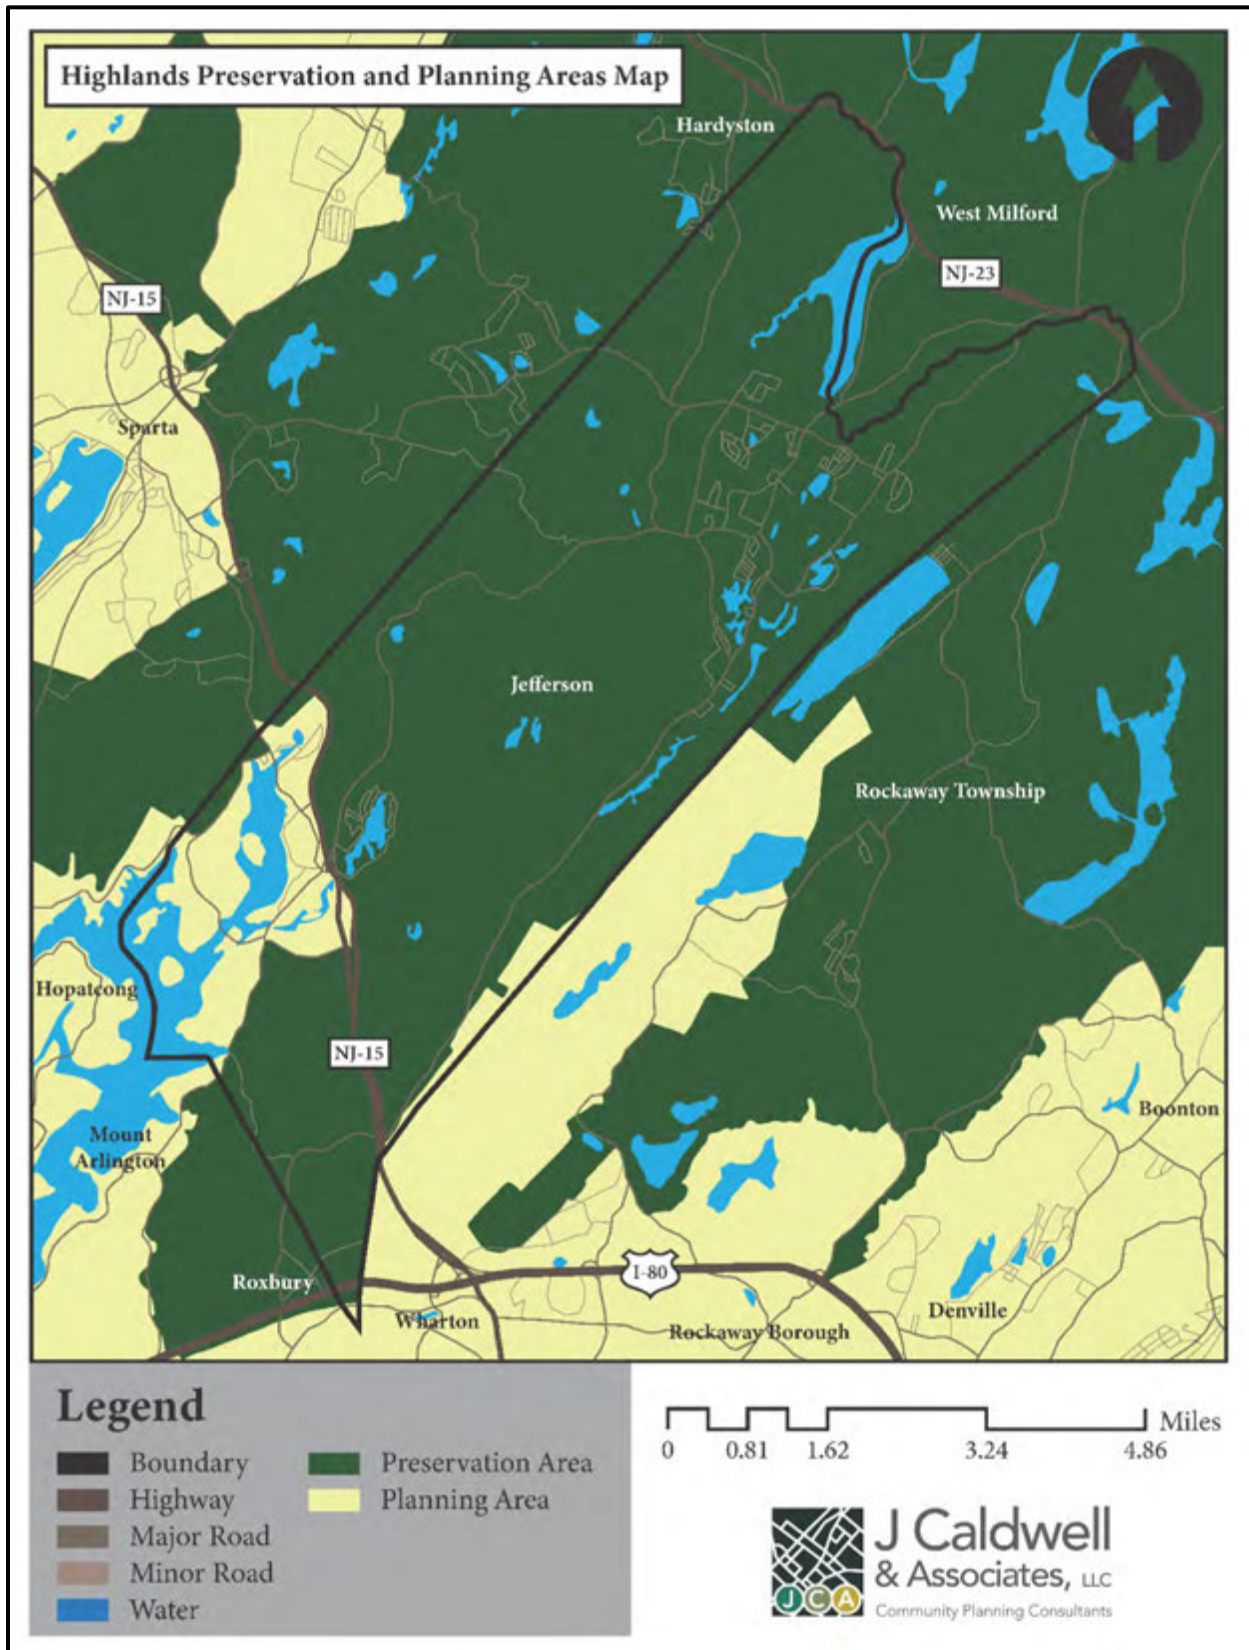 Highlands Preservation and Planning Areas Map
Hardyston
West Milford
NJ-23
NJ-15
Sparta
Jefferson
Rockaway Township
Hopatcong
NJ-15
Boonton
Mount
Arlington
I-80
Roxbury
Wharton
Rockaway Borough
Denville
Legend
Boundary
Highway
Major Road
Minor Road
Water
Preservation Area
Planning Area
0 0.81 1.62 3.24 4.86 Miles
J Caldwell
& Associates, LLC
JCA
Community Planning Consultants